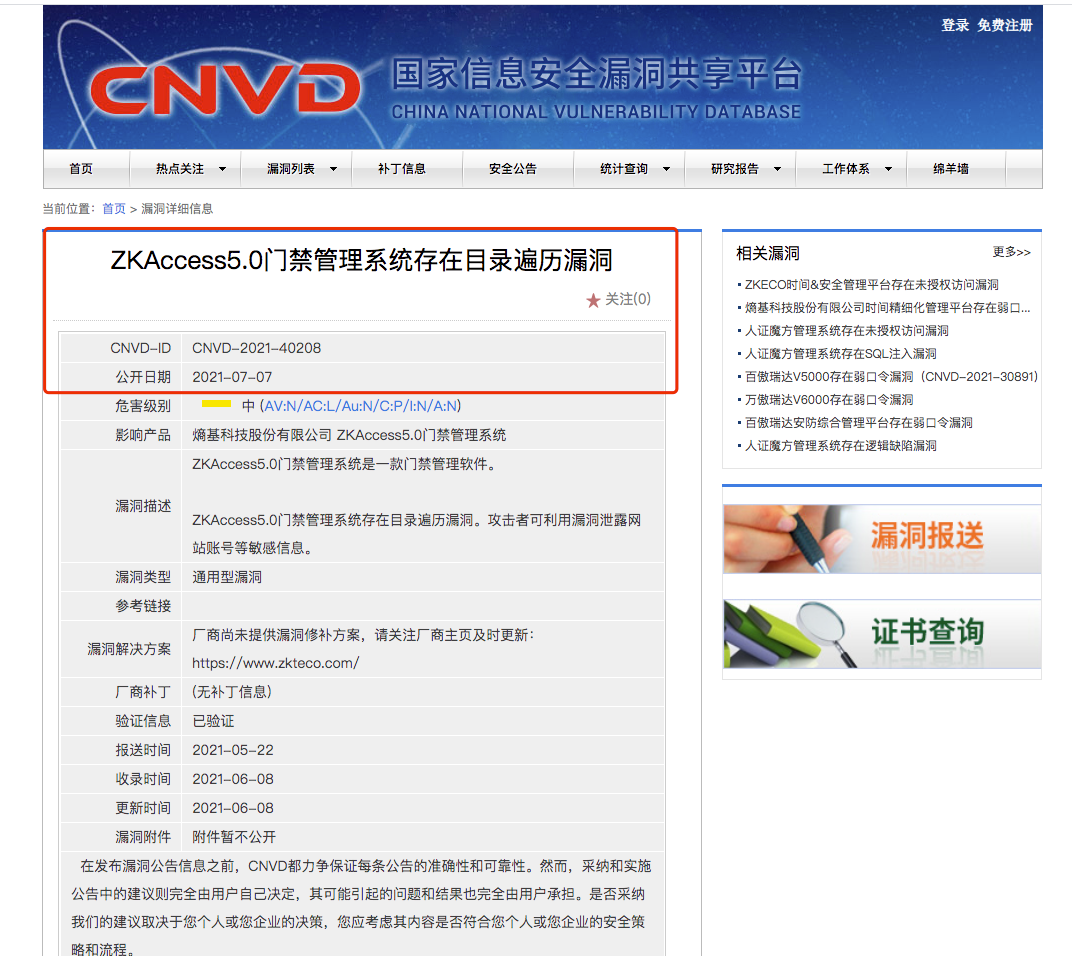 登录 免费注册
CNVD 国家信息安全漏洞共享平台
CHINA NATIONAL VULNERABILITY DATABASE
首页 热点关注 漏洞列表 补丁信息 安全公告 统计查询 研究报告 工作体系 绵羊墙
当前位置：首页 > 漏洞详细信息
ZKAccess5.0门禁管理系统存在目录遍历漏洞
关注(0)
CNVD-ID CNVD-2021-40208
公开日期 2021-07-07
危害级别 中 (AV:N/AC:L/Au:N/C:P/I:N/A:N)
影响产品 熵基科技股份有限公司 ZKAccess5.0门禁管理系统
漏洞描述
ZKAccess5.0门禁管理系统是一款门禁管理软件。
ZKAccess5.0门禁管理系统存在目录遍历漏洞。攻击者可利用漏洞泄露网
站账号等敏感信息。
漏洞类型 通用型漏洞
参考链接
漏洞解决方案
厂商尚未提供漏洞修补方案，请关注厂商主页及时更新：
https://www.zkteco.com/
厂商补丁 (无补丁信息)
验证信息 已验证
报送时间 2021-05-22
收录时间 2021-06-08
更新时间 2021-06-08
漏洞附件 附件暂不公开
在发布漏洞公告信息之前，CNVD都力争保证每条公告的准确性和可靠性。然而，采纳和实施
公告中的建议则完全由用户自己决定，其可能引起的问题和结果也完全由用户承担。是否采纳
我们的建议取决于您个人或您企业的决策，您应考虑其内容是否符合您个人或您企业的安全策
略和流程。
相关漏洞 更多>>
ZKECO时间&安全管理平台存在未授权访问漏洞
熵基科技股份有限公司时间精细化管理平台存在弱口...
人证魔方管理系统存在未授权访问漏洞
人证魔方管理系统存在SQL注入漏洞
百傲瑞达V5000存在弱口令漏洞（CNVD-2021-30891）
万傲瑞达V6000存在弱口令漏洞
百傲瑞达安防综合管理平台存在弱口令漏洞
人证魔方管理系统存在逻辑缺陷漏洞
漏洞报送
证书查询